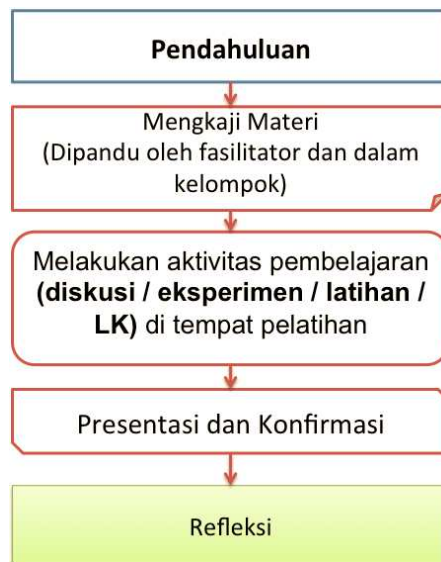 Pendahuluan
Mengkaji Materi
(Dipandu oleh fasilitator dan dalam
kelompok)
Melakukan aktivitas pembelajaran
(diskusi / eksperimen / latihan /
LK) di tempat pelatihan
Presentasi dan Konfirmasi
Refleksi